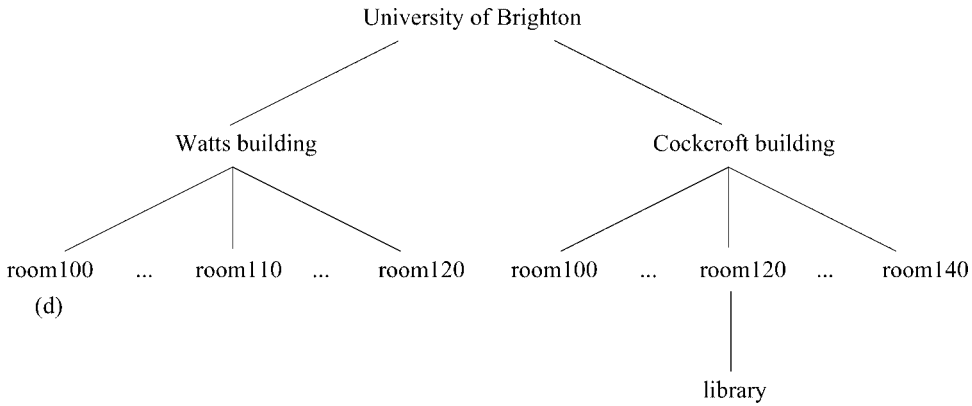 University of Brighton
Watts building Cockcroft building
room100 ... room110 ... room120 room100 ... room120 ... room140
(d)
library